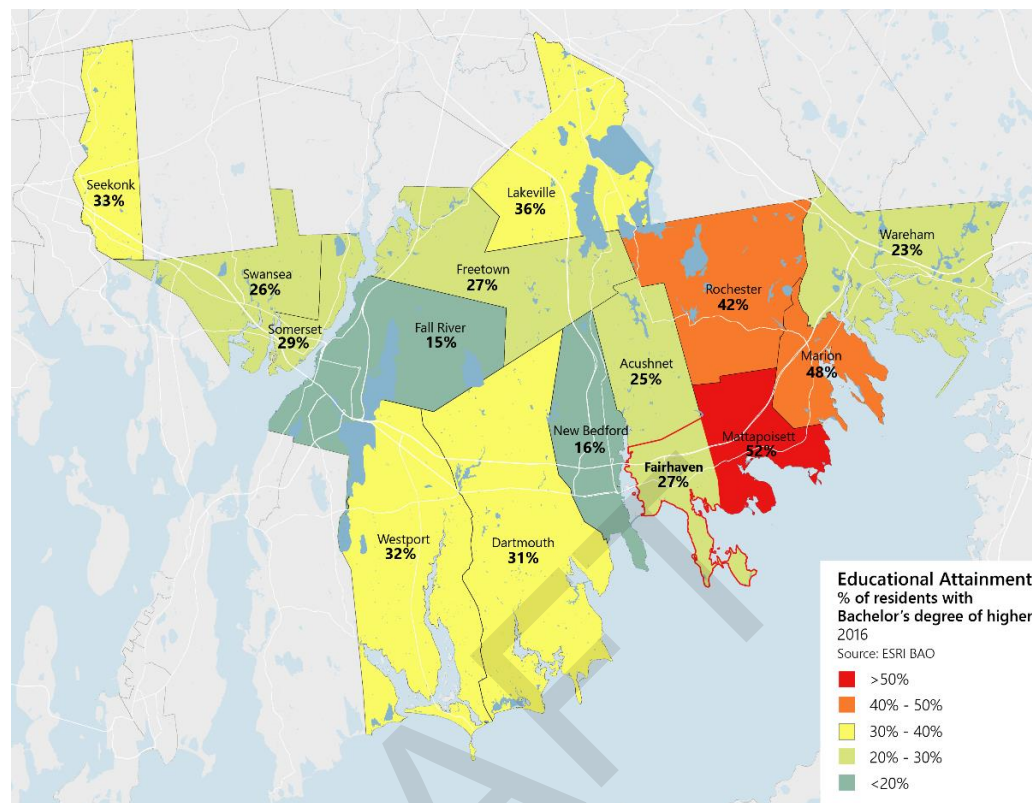 Seekonk
33%
Lakeville
36%
Wareham
23%
Swansea
26%
Freetown
27%
Rochester
42%
Somerset
29%
Fall River
15%
Acushnet
25%
Marion
48%
New Bedford
16%
Mattapoisett
52%
Fairhaven
27%
Westport
32%
Dartmouth
31%
Educational Attainment
% of residents with
Bachelor's degree of higher
2016
Source: ESRI BAO
>50%
40% - 50%
30% - 40%
20% - 30%
<20%